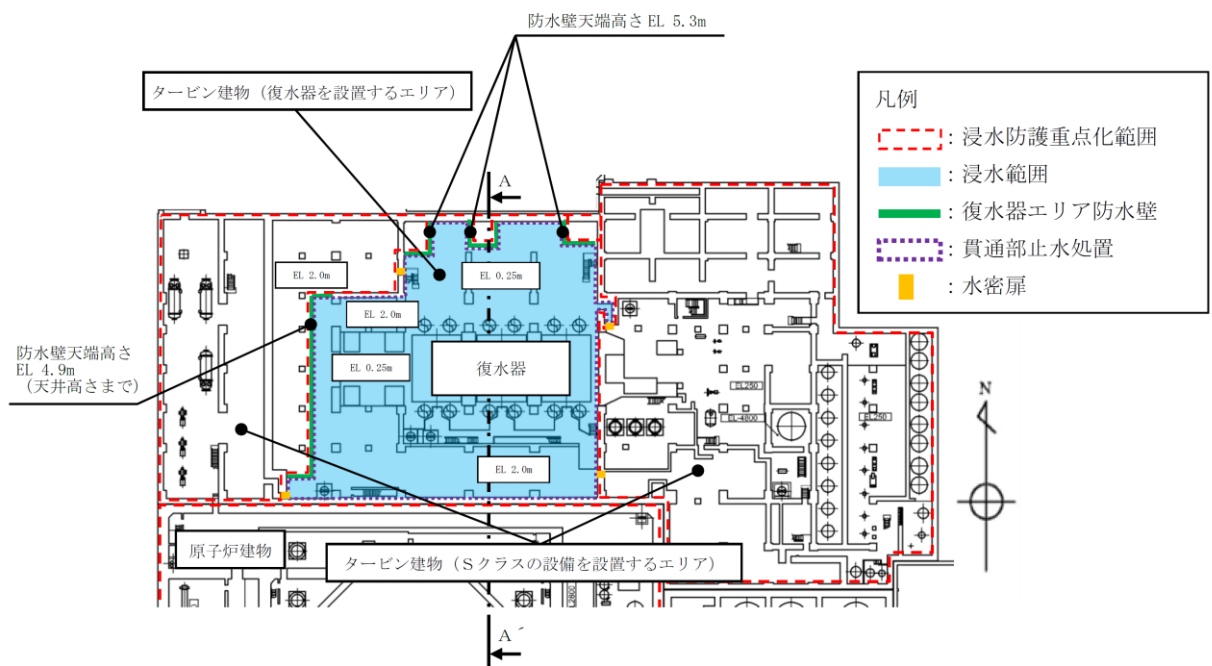 防水壁天端高さ EL 5.3m
タービン建物（復水器を設置するエリア）
凡例
：浸水防護重点化範囲
：浸水範囲
：復水器エリア防水壁
：貫通部止水処置
：水密扉
A
EL 2.0m
EL 0.25m
EL 2.0m
防水壁天端高さ
EL 4.9m
（天井高さまで）
EL 0.25m
復水器
EL250
EL-4800
EL250
N
EL 2.0m
原子炉建物
タービン建物（Ｓクラスの設備を設置するエリア）
A´